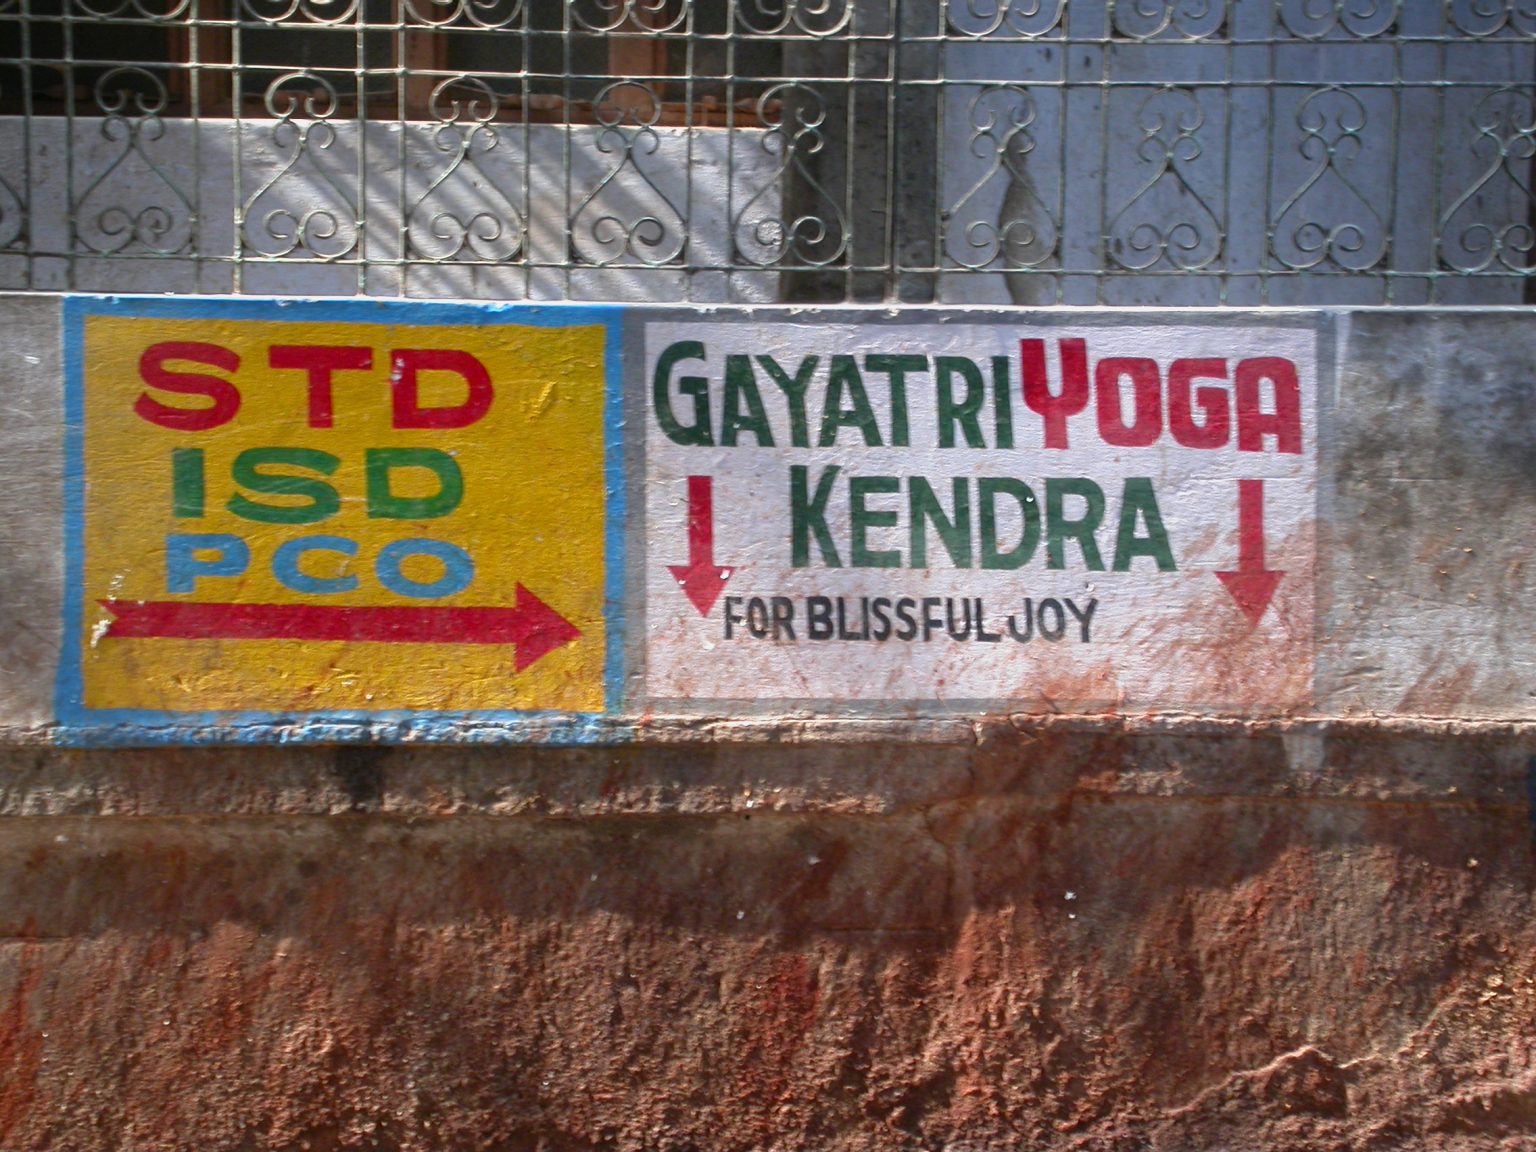 STD
ISD
PCO
GAYATRI YOGA
KENDRA
FOR BLISSFUL JOY